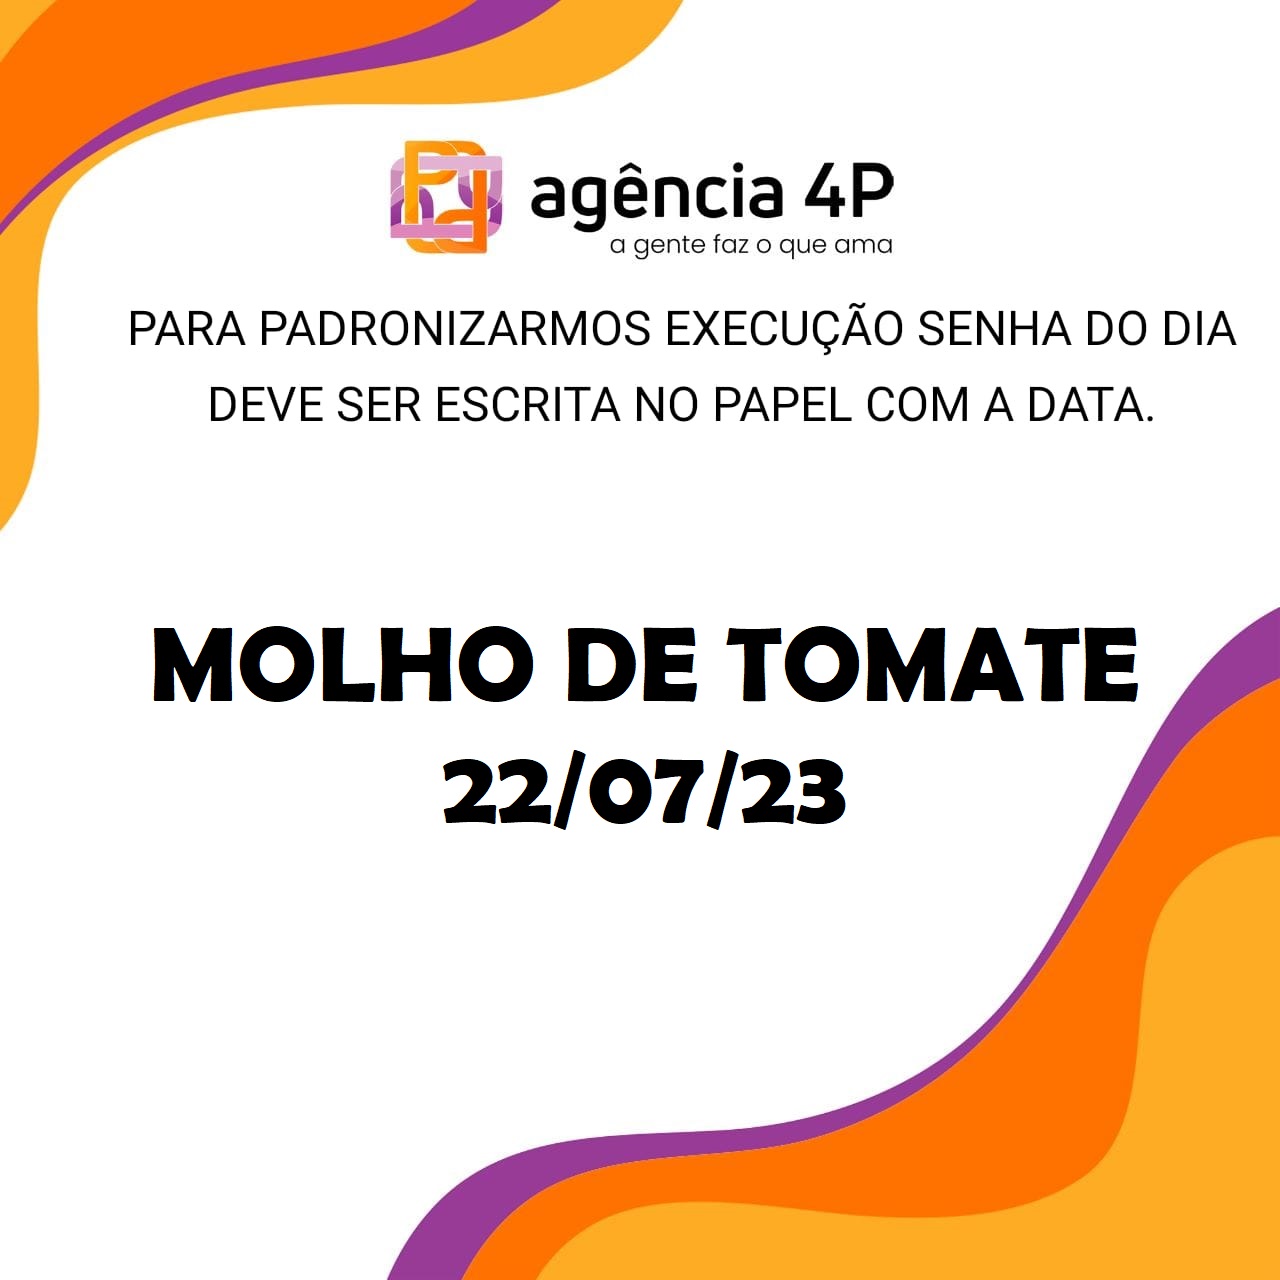 agência 4P
a gente faz o que ama
PARA PADRONIZARMOS EXECUÇÃO SENHA DO DIA
DEVE SER ESCRITA NO PAPEL COM A DATA.
MOLHO DE TOMATE
22/07/23